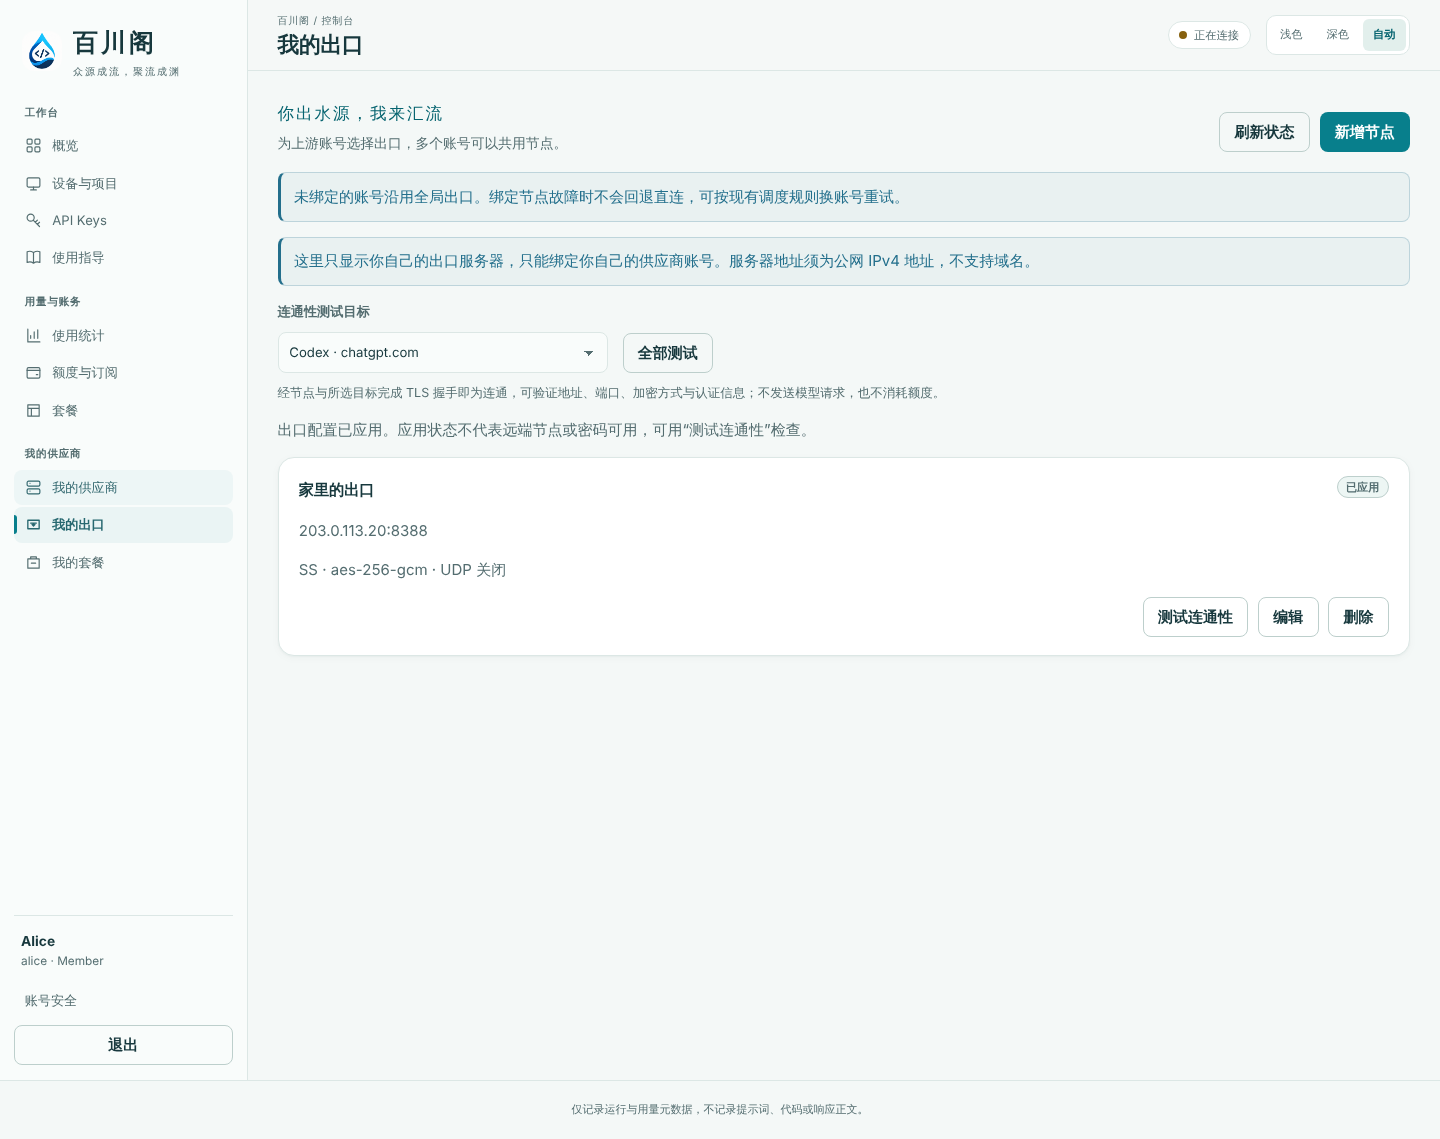 百川阁
众源成流，聚流成渊
工作台
概览
设备与项目
API Keys
使用指导
用量与账务
使用统计
额度与订阅
套餐
我的供应商
我的供应商
我的出口
我的套餐
Alice
alice · Member
账号安全
退出
百川阁 / 控制台
我的出口
正在连接
浅色
深色
自动
你出水源，我来汇流
为上游账号选择出口，多个账号可以共用节点。
刷新状态
新增节点
未绑定的账号沿用全局出口。绑定节点故障时不会回退直连，可按现有调度规则换账号重试。
这里只显示你自己的出口服务器，只能绑定你自己的供应商账号。服务器地址须为公网 IPv4 地址，不支持域名。
连通性测试目标
Codex · chatgpt.com
全部测试
经节点与所选目标完成 TLS 握手即为连通，可验证地址、端口、加密方式与认证信息；不发送模型请求，也不消耗额度。
出口配置已应用。应用状态不代表远端节点或密码可用，可用“测试连通性”检查。
家里的出口
已应用
203.0.113.20:8388
SS · aes-256-gcm · UDP 关闭
测试连通性
编辑
删除
仅记录运行与用量元数据，不记录提示词、代码或响应正文。